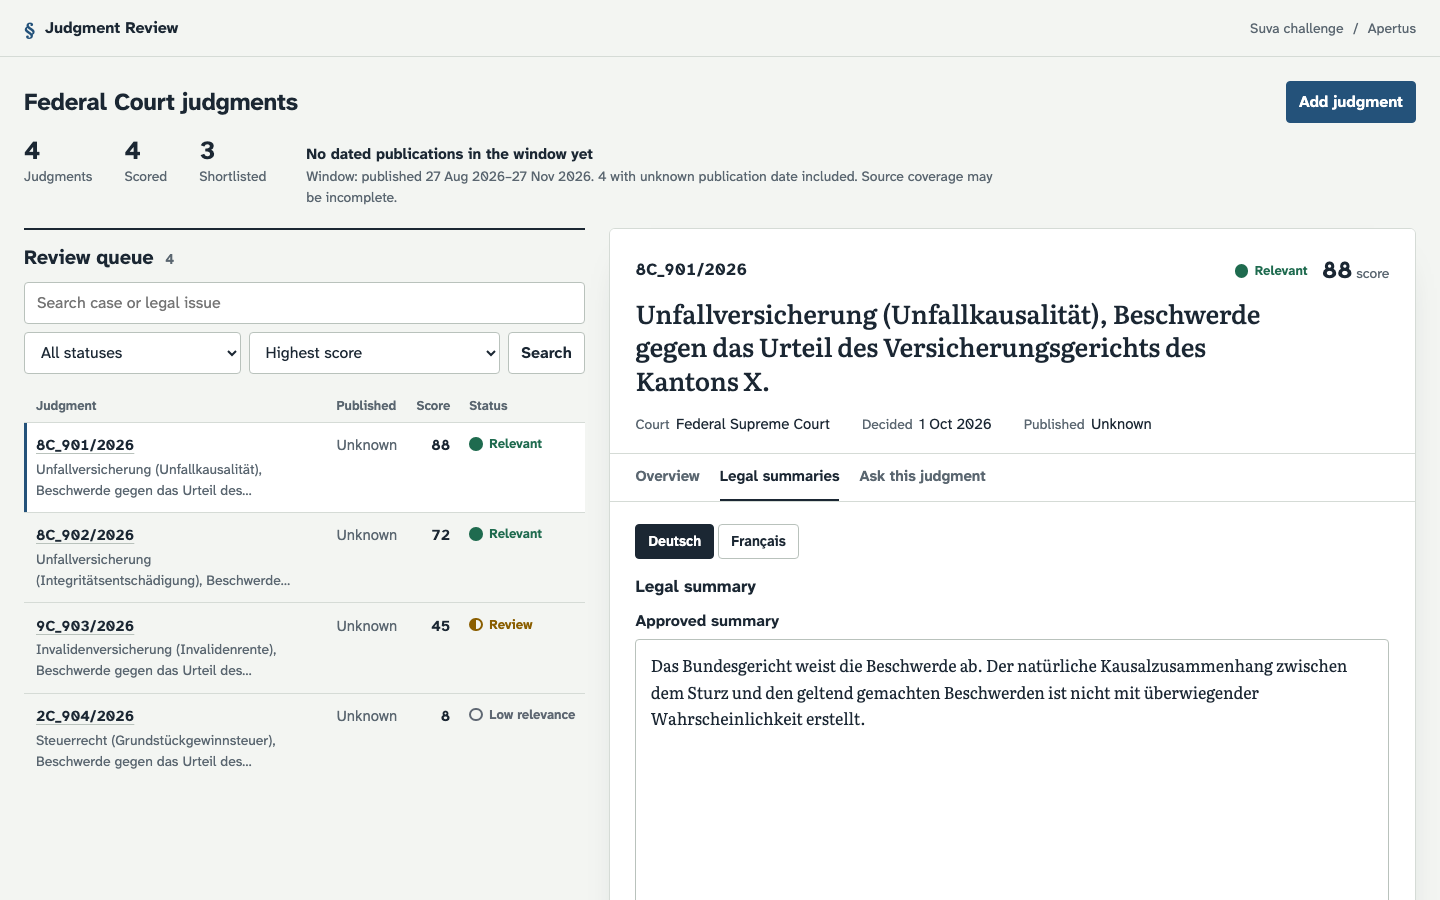 § Judgment Review
Suva challenge / Apertus
Federal Court judgments
Add judgment
4
Judgments
4
Scored
3
Shortlisted
No dated publications in the window yet
Window: published 27 Aug 2026–27 Nov 2026. 4 with unknown publication date included. Source coverage may
be incomplete.
Review queue 4
Search case or legal issue
All statuses
Highest score
Search
Judgment Published Score Status
8C_901/2026 Unknown 88 Relevant
Unfallversicherung (Unfallkausalität),
Beschwerde gegen das Urteil des...
8C_902/2026 Unknown 72 Relevant
Unfallversicherung
(Integritätsentschädigung), Beschwerde...
9C_903/2026 Unknown 45 Review
Invalidenversicherung (Invalidenrente),
Beschwerde gegen das Urteil des...
2C_904/2026 Unknown 8 Low relevance
Steuerrecht (Grundstückgewinnsteuer),
Beschwerde gegen das Urteil des...
8C_901/2026
Relevant 88 score
Unfallversicherung (Unfallkausalität), Beschwerde
gegen das Urteil des Versicherungsgerichts des
Kantons X.
Court Federal Supreme Court Decided 1 Oct 2026 Published Unknown
Overview Legal summaries Ask this judgment
Deutsch Français
Legal summary
Approved summary
Das Bundesgericht weist die Beschwerde ab. Der natürliche Kausalzusammenhang zwischen
dem Sturz und den geltend gemachten Beschwerden ist nicht mit überwiegender
Wahrscheinlichkeit erstellt.